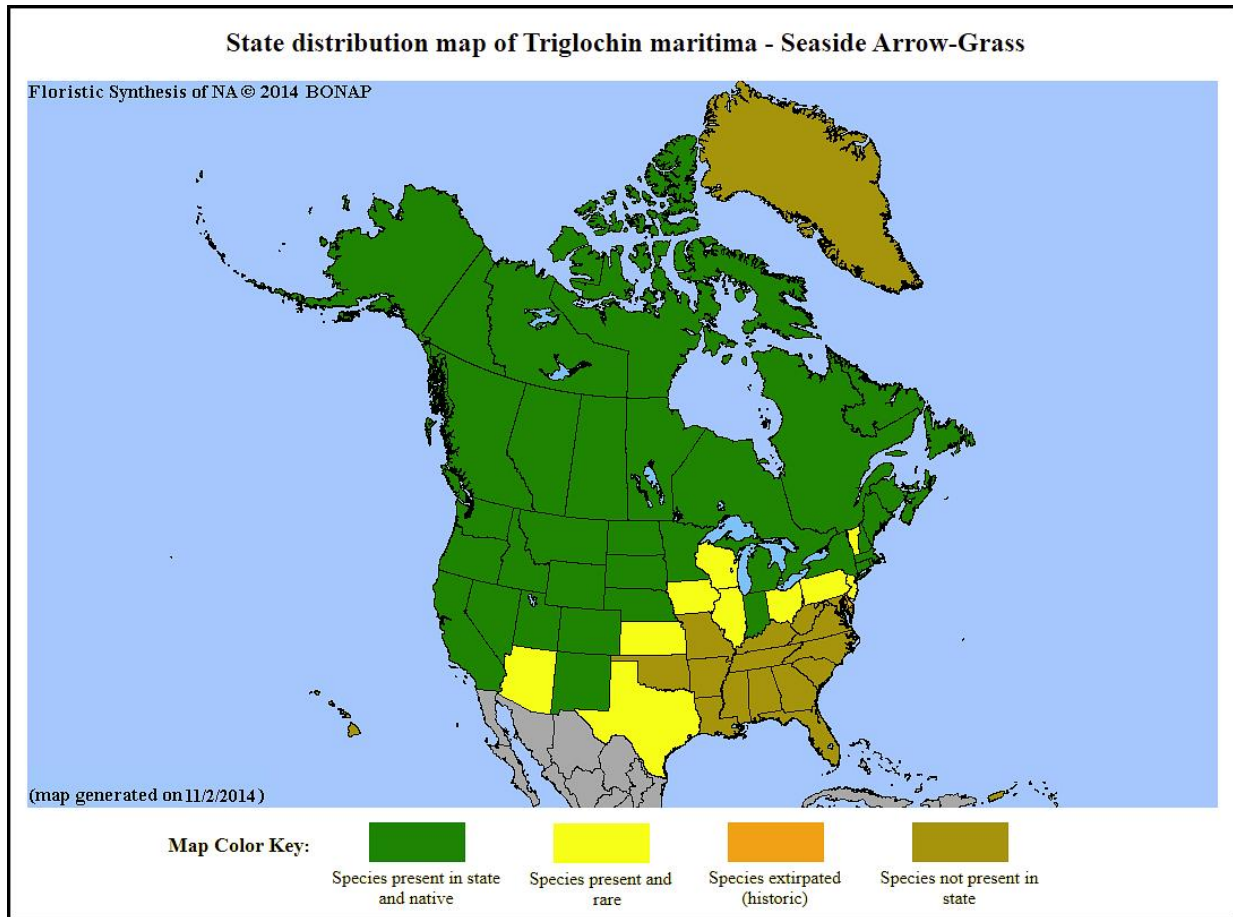 State distribution map of Triglochin maritima - Seaside Arrow-Grass
Floristic Synthesis of NA © 2014 BONAP
(map generated on 11/2/2014)
Map Color Key:
Species present in state
and native
Species present and
rare
Species extirpated
(historic)
Species not present in
state